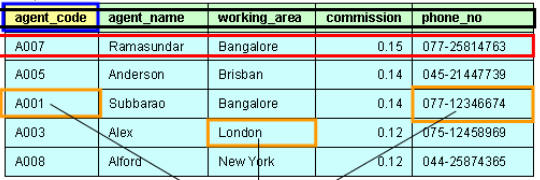 agent_code agent_name working_area commission phone_no
A007 Ramasundar Bangalore 0.15 077-25814763
A005 Anderson Brisban 0.14 045-21447739
A001 Subbarao Bangalore 0.14 077-12346674
A003 Alex London 0.12 075-12458969
A008 Alford New York 0.12 044-25874365